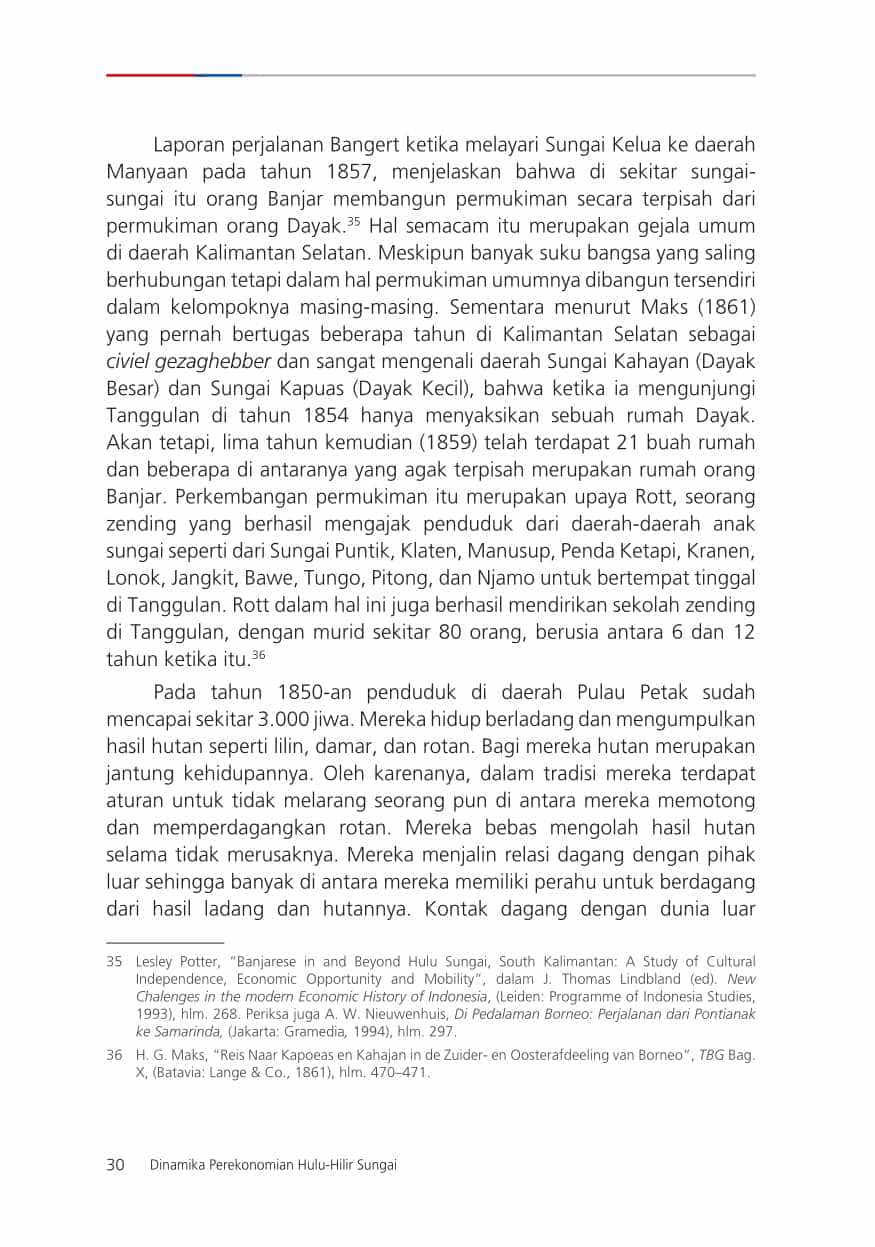 Laporan perjalanan Bangert ketika melayari Sungai Kelua ke daerah
Manyaan pada tahun 1857, menjelaskan bahwa di sekitar sungai-
sungai itu orang Banjar membangun permukiman secara terpisah dari
permukiman orang Dayak.35 Hal semacam itu merupakan gejala umum
di daerah Kalimantan Selatan. Meskipun banyak suku bangsa yang saling
berhubungan tetapi dalam hal permukiman umumnya dibangun tersendiri
dalam kelompoknya masing-masing. Sementara menurut Maks (1861)
yang pernah bertugas beberapa tahun di Kalimantan Selatan sebagai
civiel gezaghebber dan sangat mengenali daerah Sungai Kahayan (Dayak
Besar) dan Sungai Kapuas (Dayak Kecil), bahwa ketika ia mengunjungi
Tanggulan di tahun 1854 hanya menyaksikan sebuah rumah Dayak.
Akan tetapi, lima tahun kemudian (1859) telah terdapat 21 buah rumah
dan beberapa di antaranya yang agak terpisah merupakan rumah orang
Banjar. Perkembangan permukiman itu merupakan upaya Rott, seorang
zending yang berhasil mengajak penduduk dari daerah-daerah anak
sungai seperti dari Sungai Puntik, Klaten, Manusup, Penda Ketapi, Kranen,
Lonok, Jangkit, Bawe, Tungo, Pitong, dan Njamo untuk bertempat tinggal
di Tanggulan. Rott dalam hal ini juga berhasil mendirikan sekolah zending
di Tanggulan, dengan murid sekitar 80 orang, berusia antara 6 dan 12
tahun ketika itu.36
Pada tahun 1850-an penduduk di daerah Pulau Petak sudah
mencapai sekitar 3.000 jiwa. Mereka hidup berladang dan mengumpulkan
hasil hutan seperti lilin, damar, dan rotan. Bagi mereka hutan merupakan
jantung kehidupannya. Oleh karenanya, dalam tradisi mereka terdapat
aturan untuk tidak melarang seorang pun di antara mereka memotong
dan memperdagangkan rotan. Mereka bebas mengolah hasil hutan
selama tidak merusaknya. Mereka menjalin relasi dagang dengan pihak
luar sehingga banyak di antara mereka memiliki perahu untuk berdagang
dari hasil ladang dan hutannya. Kontak dagang dengan dunia luar
35 Lesley Potter, “Banjarese in and Beyond Hulu Sungai, South Kalimantan: A Study of Cultural
Independence, Economic Opportunity and Mobility”, dalam J. Thomas Lindbland (ed). New
Chalenges in the modern Economic History of Indonesia, (Leiden: Programme of Indonesia Studies,
1993), hlm. 268. Periksa juga A. W. Nieuwenhuis, Di Pedalaman Borneo: Perjalanan dari Pontianak
ke Samarinda, (Jakarta: Gramedia, 1994), hlm. 297.
36 H. G. Maks, “Reis Naar Kapoeas en Kahajan in de Zuider- en Oosterafdeeling van Borneo”, TBG Bag.
X, (Batavia: Lange & Co., 1861), hlm. 470–471.
30 Dinamika Perekonomian Hulu-Hilir Sungai